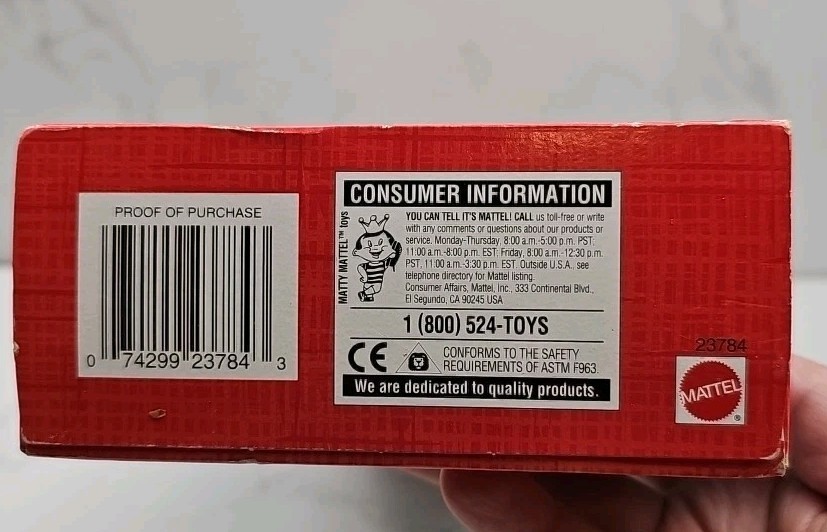 PROOF OF PURCHASE
0 74299 23784 3
CONSUMER INFORMATION
MATTY MATTEL™ toys
YOU CAN TELL IT'S MATTEL! CALL us toll-free or write
with any comments or questions about our products or
service. Monday-Thursday, 8:00 a.m.-5:00 p.m. PST:
11:00 a.m.-8:00 p.m. EST; Friday, 8:00 a.m.-12:30 p.m.
PST, 11:00 a.m.-3:30 p.m. EST. Outside U.S.A., see
telephone directory for Mattel listing.
Consumer Affairs, Mattel, Inc., 333 Continental Blvd.,
El Segundo, CA 90245 USA
1 (800) 524-TOYS
CE
CONFORMS TO THE SAFETY
REQUIREMENTS OF ASTM F963.
We are dedicated to quality products.
23784
MATTEL
®